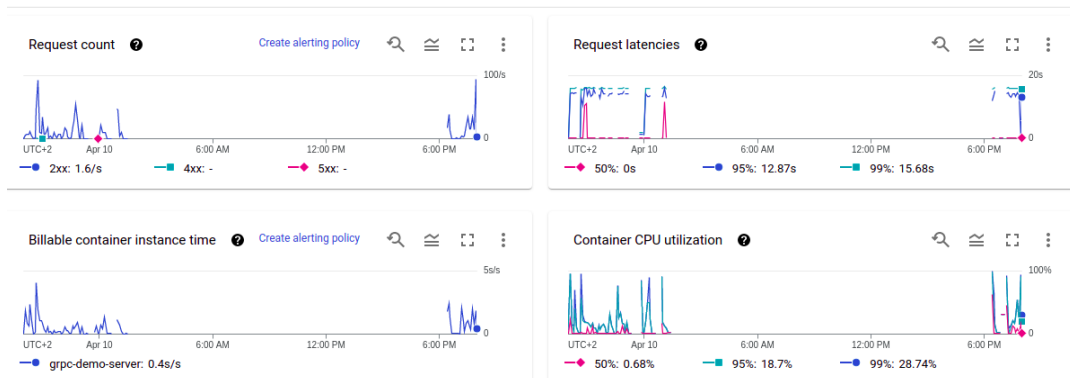 Request count
Create alerting policy
100/s
0
UTC+2 Apr 10 6:00 AM 12:00 PM 6:00 PM
2xx: 1.6/s 4xx: - 5xx: -
Request latencies
20s
0
UTC+2 Apr 10 6:00 AM 12:00 PM 6:00 PM
50%: 0s 95%: 12.87s 99%: 15.68s
Billable container instance time
Create alerting policy
5s/s
0
UTC+2 Apr 10 6:00 AM 12:00 PM 6:00 PM
grpc-demo-server: 0.4s/s
Container CPU utilization
100%
0
UTC+2 Apr 10 6:00 AM 12:00 PM 6:00 PM
50%: 0.68% 95%: 18.7% 99%: 28.74%